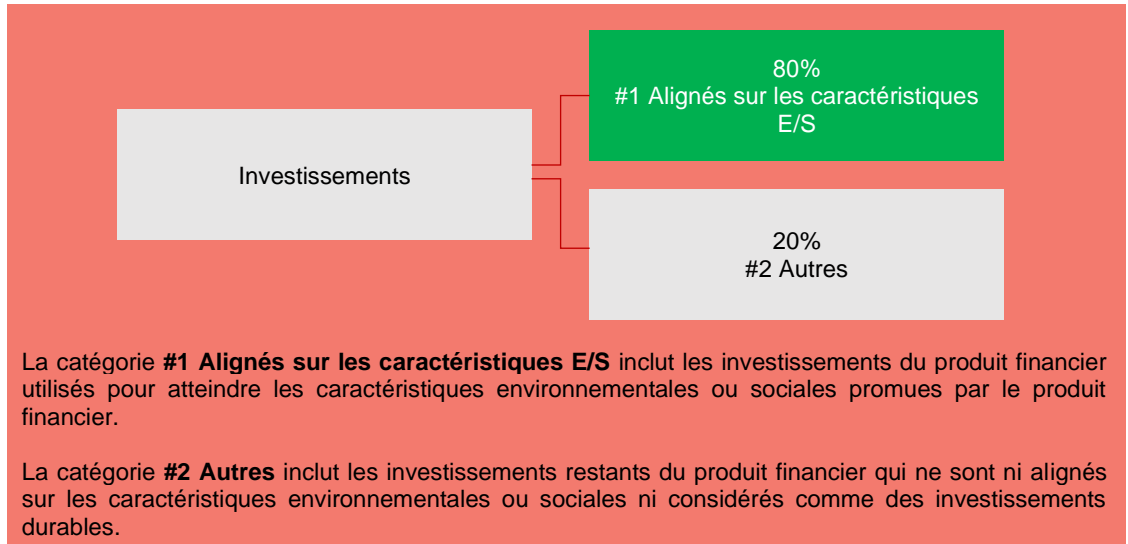 80%
#1 Alignés sur les caractéristiques
E/S
Investissements
20%
#2 Autres
La catégorie #1 Alignés sur les caractéristiques E/S inclut les investissements du produit financier
utilisés pour atteindre les caractéristiques environnementales ou sociales promues par le produit
financier.
La catégorie #2 Autres inclut les investissements restants du produit financier qui ne sont ni alignés
sur les caractéristiques environnementales ou sociales ni considérés comme des investissements
durables.